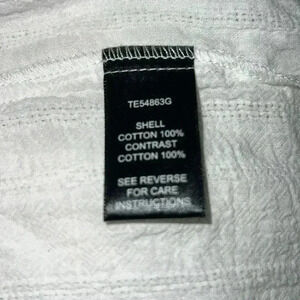 TE54863G
SHELL
COTTON 100%
CONTRAST
COTTON 100%
SEE REVERSE
FOR CARE
INSTRUCTIONS